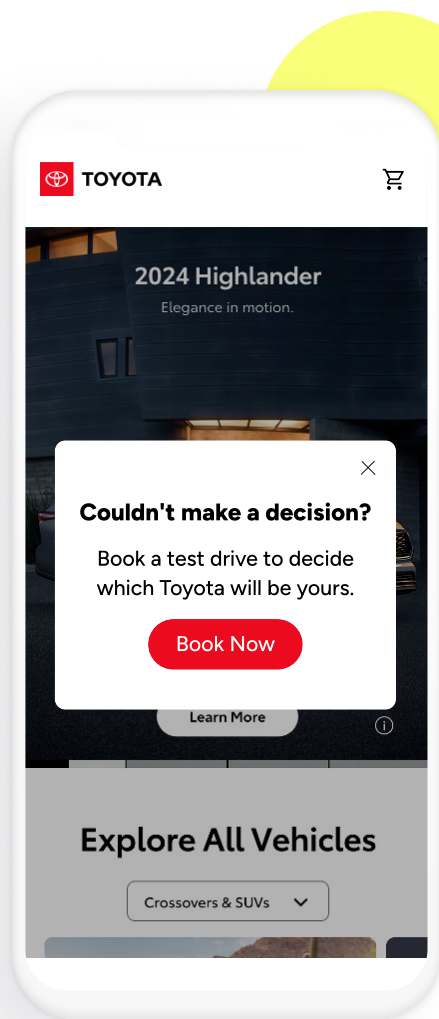 TOYOTA
2024 Highlander
Elegance in motion.
Couldn't make a decision?
Book a test drive to decide
which Toyota will be yours.
Book Now
Learn More
Explore All Vehicles
Crossovers & SUVs